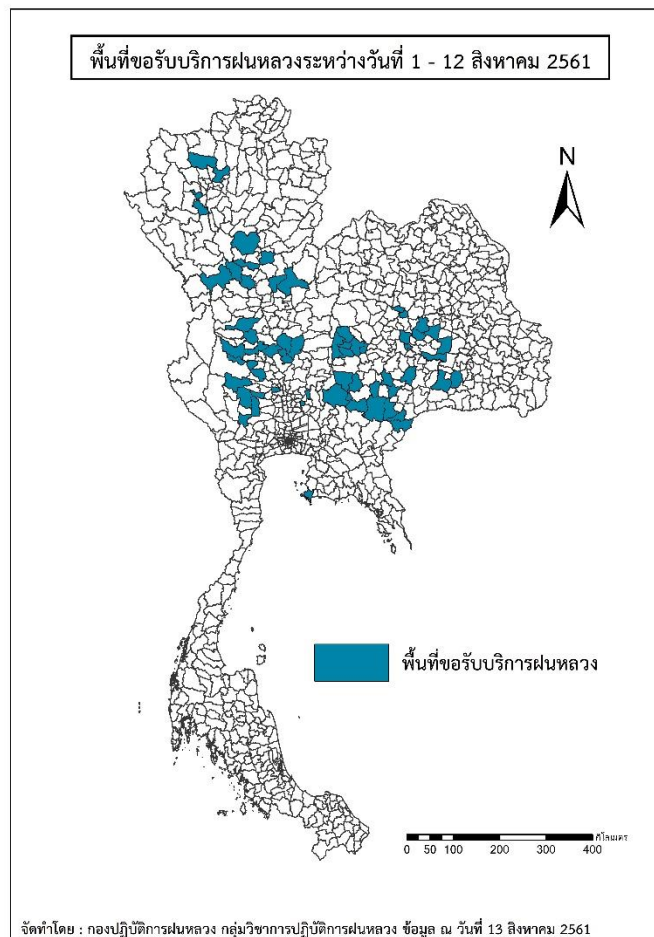 พื้นที่ขอรับบริการฝนหลวงระหว่างวันที่ 1 - 12 สิงหาคม 2561
N
พื้นที่ขอรับบริการฝนหลวง
กิโลเมตร
0 50 100 200 300 400
จัดทำโดย : กองปฏิบัติการฝนหลวง กลุ่มวิชาการปฏิบัติการฝนหลวง ข้อมูล ณ วันที่ 13 สิงหาคม 2561